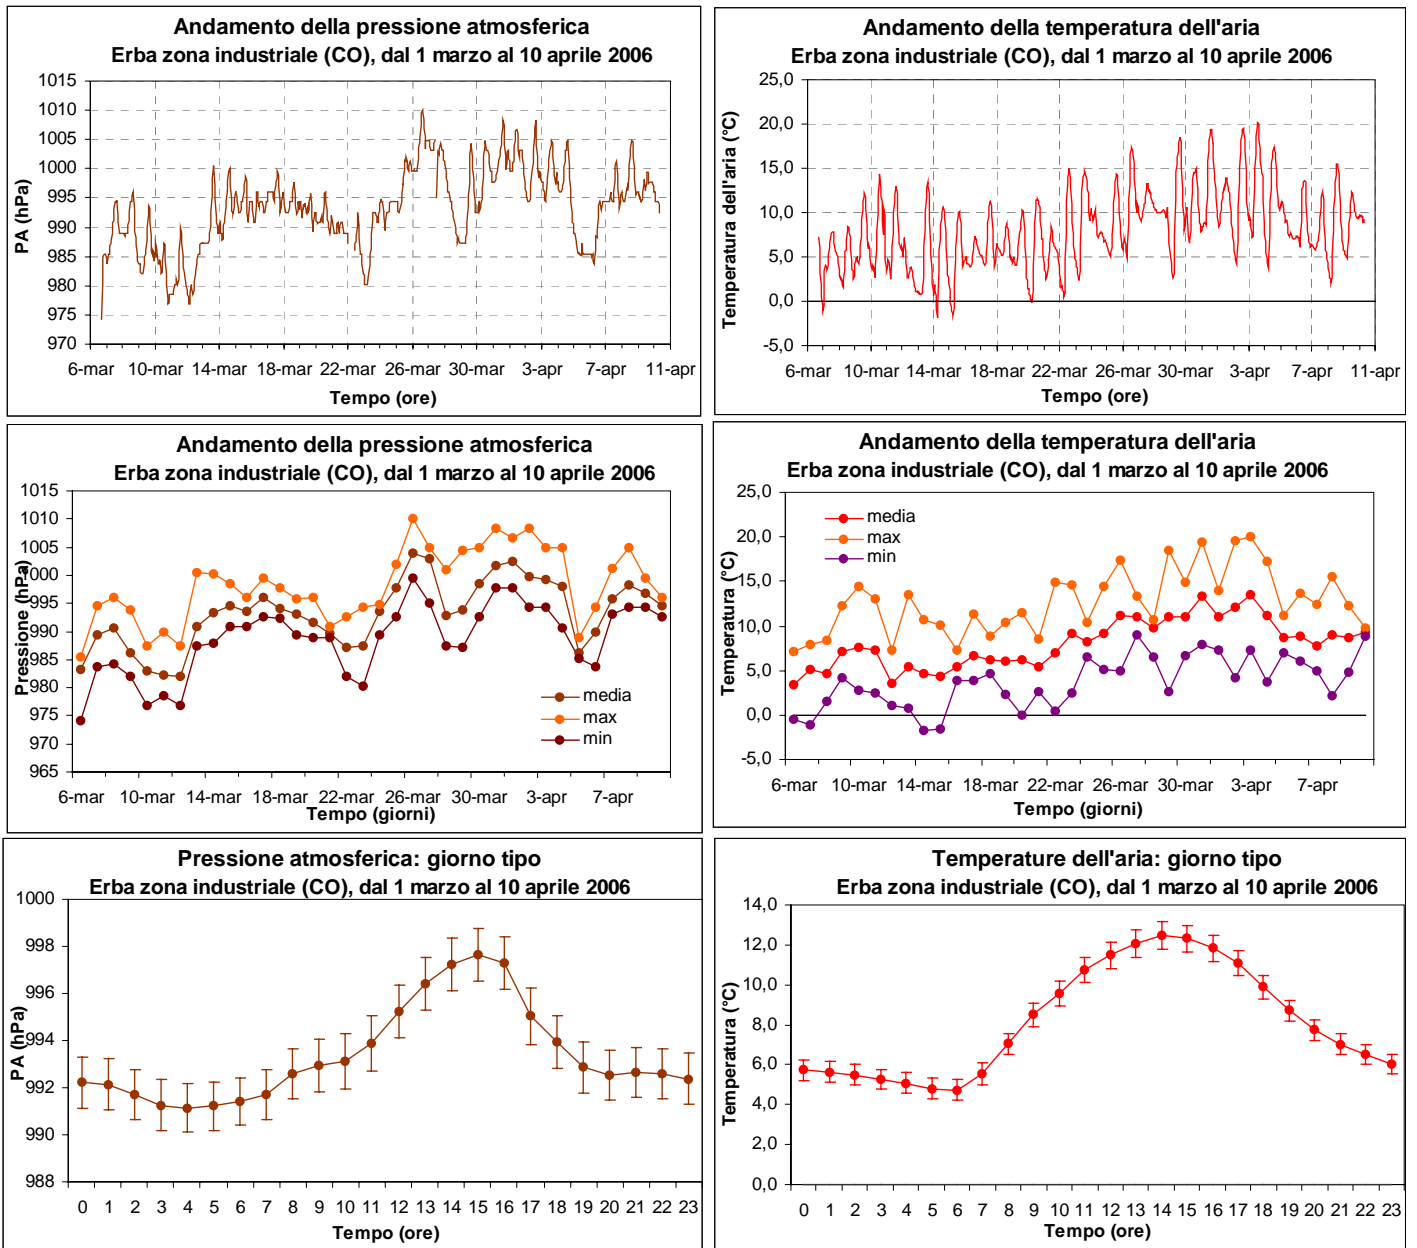 Andamento della pressione atmosferica
Erba zona industriale (CO), dal 1 marzo al 10 aprile 2006
PA (hPa)
1015
1010
1005
1000
995
990
985
980
975
970
6-mar 10-mar 14-mar 18-mar 22-mar 26-mar 30-mar 3-apr 7-apr 11-apr
Tempo (ore)
Andamento della temperatura dell'aria
Erba zona industriale (CO), dal 1 marzo al 10 aprile 2006
Temperatura dell'aria (°C)
25,0
20,0
15,0
10,0
5,0
0,0
-5,0
6-mar 10-mar 14-mar 18-mar 22-mar 26-mar 30-mar 3-apr 7-apr 11-apr
Tempo (ore)
Andamento della pressione atmosferica
Erba zona industriale (CO), dal 1 marzo al 10 aprile 2006
Pressione (hPa)
1015
1010
1005
1000
995
990
985
980
975
970
965
media
max
min
6-mar 10-mar 14-mar 18-mar 22-mar 26-mar 30-mar 3-apr 7-apr
Tempo (giorni)
Andamento della temperatura dell'aria
Erba zona industriale (CO), dal 1 marzo al 10 aprile 2006
Temperatura (°C)
25,0
20,0
15,0
10,0
5,0
0,0
-5,0
media
max
min
6-mar 10-mar 14-mar 18-mar 22-mar 26-mar 30-mar 3-apr 7-apr
Tempo (giorni)
Pressione atmosferica: giorno tipo
Erba zona industriale (CO), dal 1 marzo al 10 aprile 2006
PA (hPa)
1000
998
996
994
992
990
988
0 1 2 3 4 5 6 7 8 9 10 11 12 13 14 15 16 17 18 19 20 21 22 23
Tempo (ore)
Temperature dell'aria: giorno tipo
Erba zona industriale (CO), dal 1 marzo al 10 aprile 2006
Temperatura (°C)
14,0
12,0
10,0
8,0
6,0
4,0
2,0
0,0
0 1 2 3 4 5 6 7 8 9 10 11 12 13 14 15 16 17 18 19 20 21 22 23
Tempo (ore)